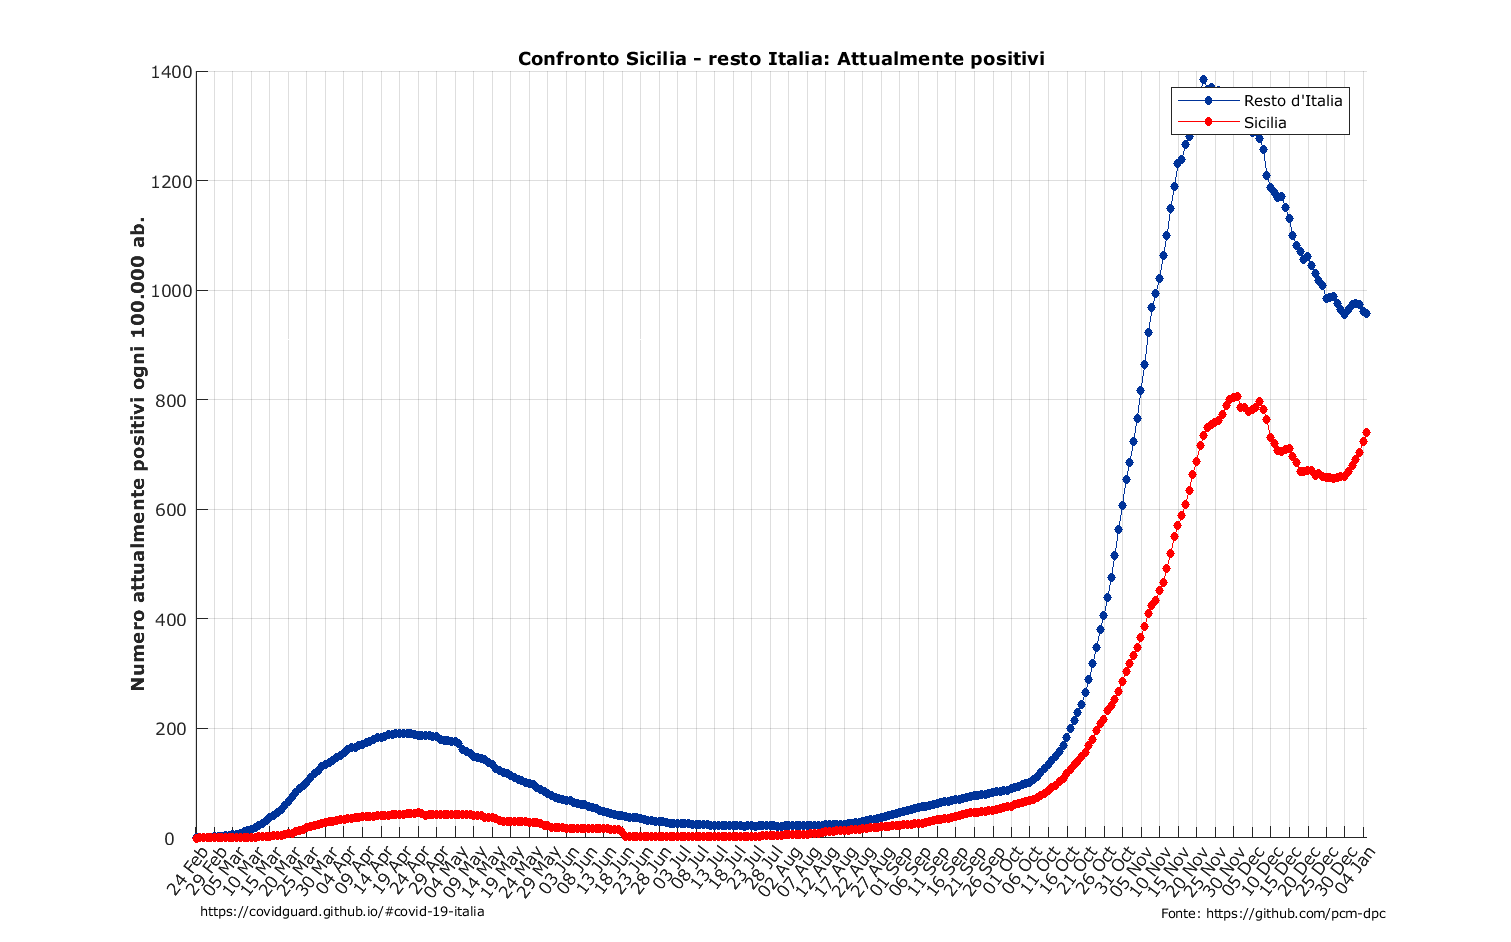 Confronto Sicilia - resto Italia: Attualmente positivi
Numero attualmente positivi ogni 100.000 ab.
1400
1200
1000
800
600
400
200
0
Resto d'Italia
Sicilia
24 Feb
29 Feb
05 Mar
10 Mar
15 Mar
20 Mar
25 Mar
30 Mar
04 Apr
09 Apr
14 Apr
19 Apr
24 Apr
29 Apr
04 May
09 May
14 May
19 May
24 May
29 May
03 Jun
08 Jun
13 Jun
18 Jun
23 Jun
28 Jun
03 Jul
08 Jul
13 Jul
18 Jul
23 Jul
28 Jul
02 Aug
07 Aug
12 Aug
17 Aug
22 Aug
27 Aug
01 Sep
06 Sep
11 Sep
16 Sep
21 Sep
26 Sep
01 Oct
06 Oct
11 Oct
16 Oct
21 Oct
26 Oct
31 Oct
05 Nov
10 Nov
15 Nov
20 Nov
25 Nov
30 Nov
05 Dec
10 Dec
15 Dec
20 Dec
25 Dec
30 Dec
04 Jan
https://covidguard.github.io/#covid-19-italia
Fonte: https://github.com/pcm-dpc